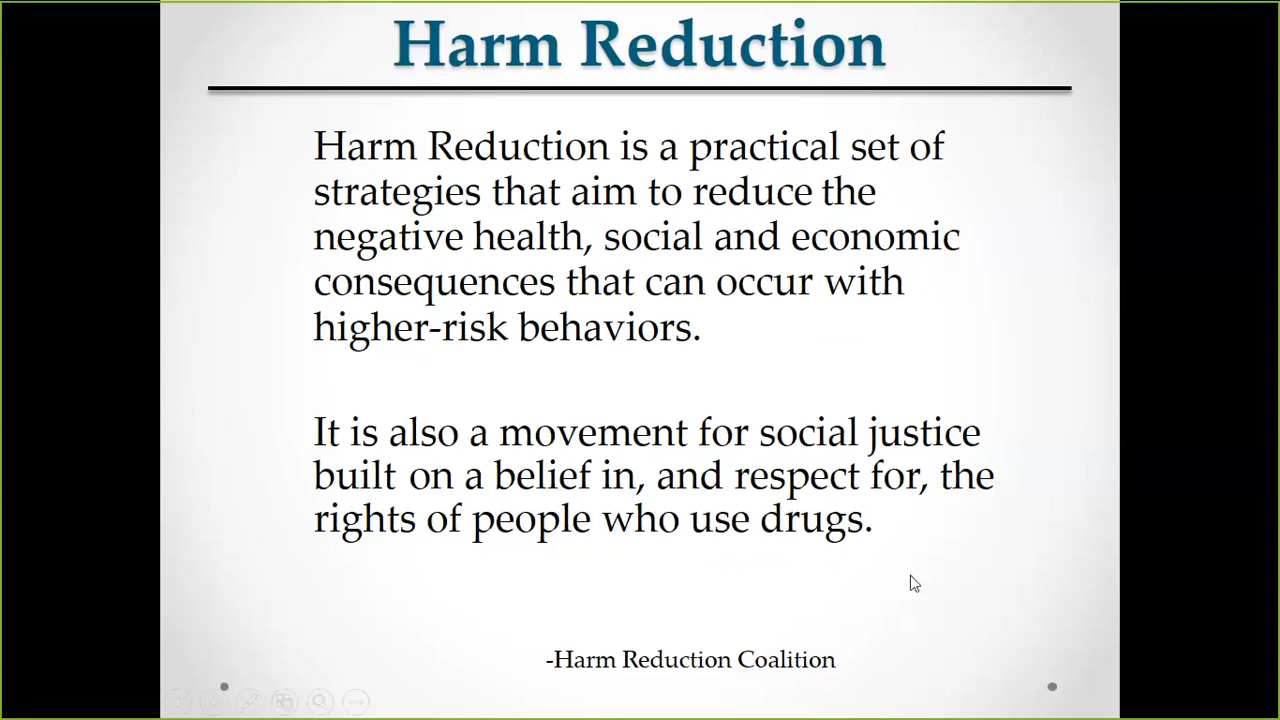 Harm Reduction
Harm Reduction is a practical set of
strategies that aim to reduce the
negative health, social and economic
consequences that can occur with
higher-risk behaviors.
It is also a movement for social justice
built on a belief in, and respect for, the
rights of people who use drugs.
-Harm Reduction Coalition